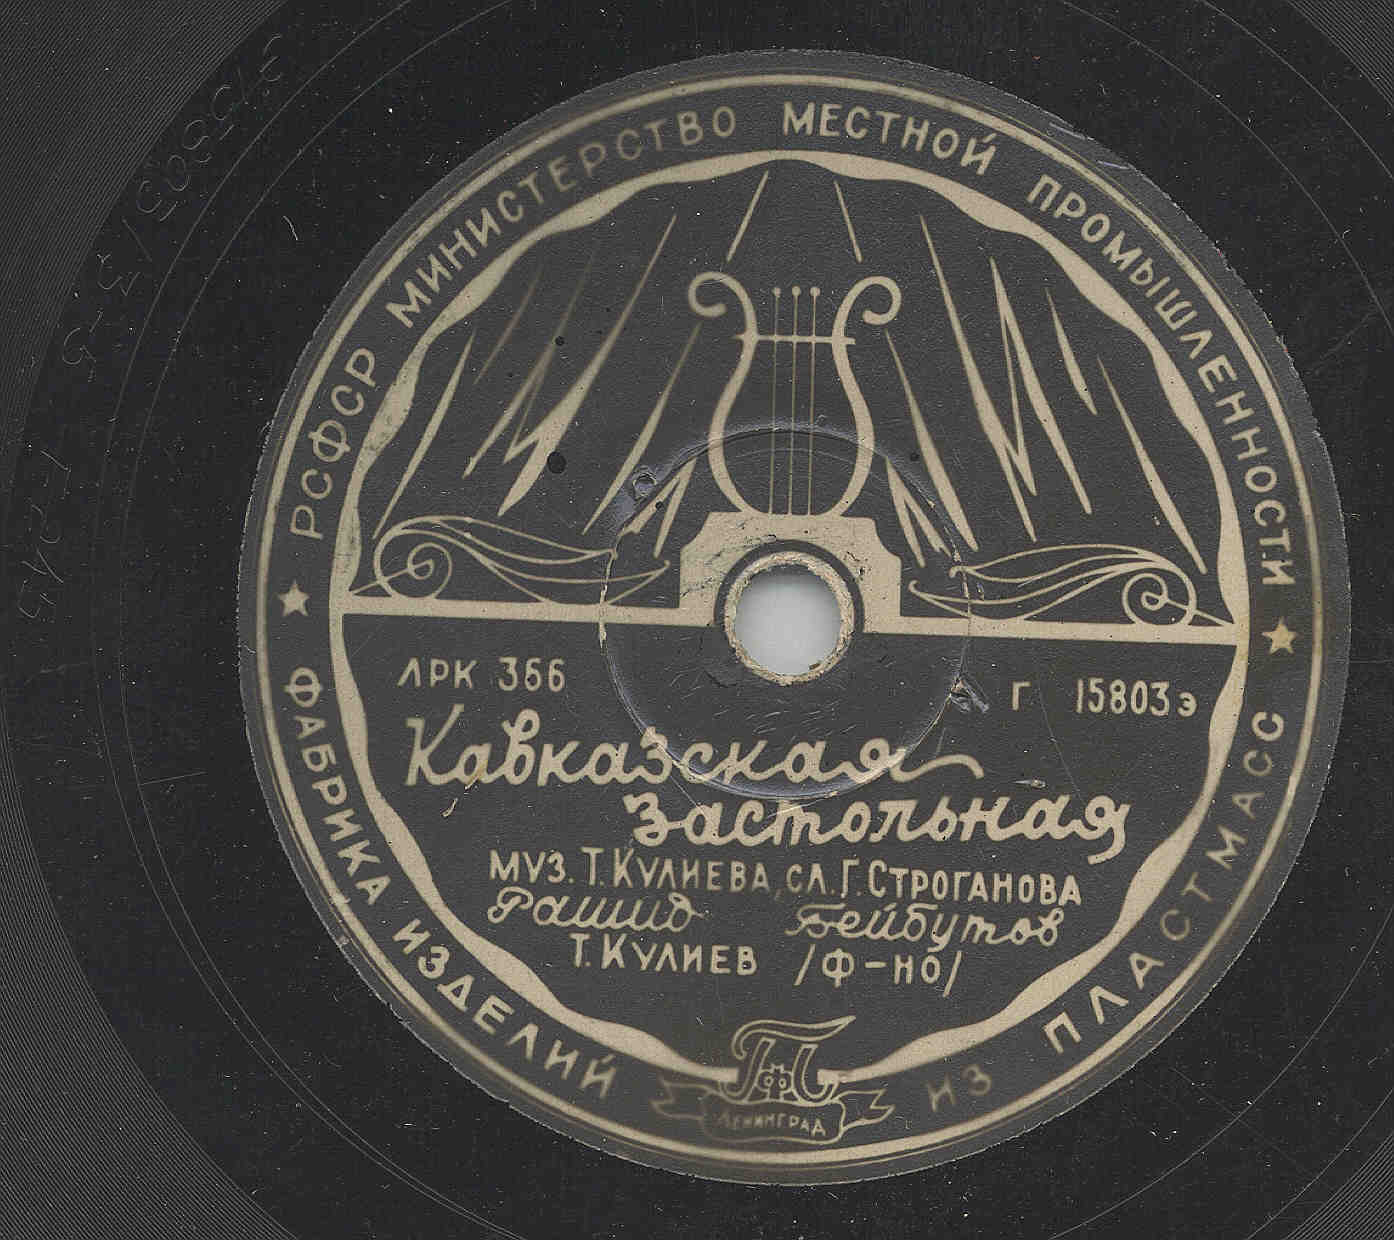 РСФСР МИНИСТЕРСТВО МЕСТНОЙ ПРОМЫШЛЕННОСТИ
ФАБРИКА ИЗДЕЛИЙ ИЗ ПЛАСТМАСС
ЛРК 366 Г 15803э
Кавказская
застольная
МУЗ. Т. КУЛИЕВА, СЛ. Г. СТРОГАНОВА
Рашид Бейбутов
Т. КУЛИЕВ /Ф-НО/
ЛЕНИНГРАД